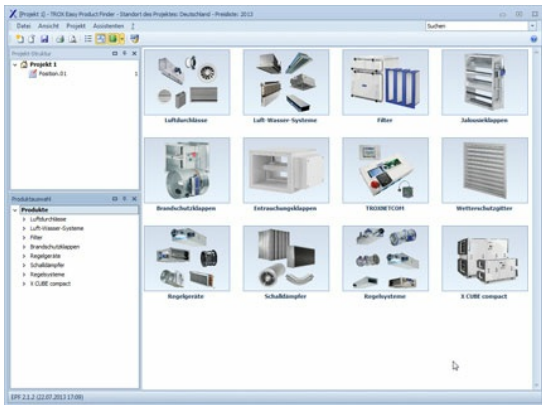 [Projekt 1] - TROX Easy Product Finder - Standort des Projektes: Deutschland - Preisliste: 2013
Datei Ansicht Projekt Assistenten ?
Suchen
Projekt Struktur
Projekt 1
Position.01 1
Produktauswahl
Produkte
Luftdurchlässe
Luft-Wasser-Systeme
Filter
Brandschutzklappen
Regelgeräte
Schalldämpfer
Regelsysteme
X CUBE compact
Luftdurchlässe Luft-Wasser-Systeme Filter Jalousieklappen
Brandschutzklappen Entrauchungsklappen TROXNETCOM Wetterschutzgitter
Regelgeräte Schalldämpfer Regelsysteme X CUBE compact
EPF 2.1.2 (22.07.2013 17:09)